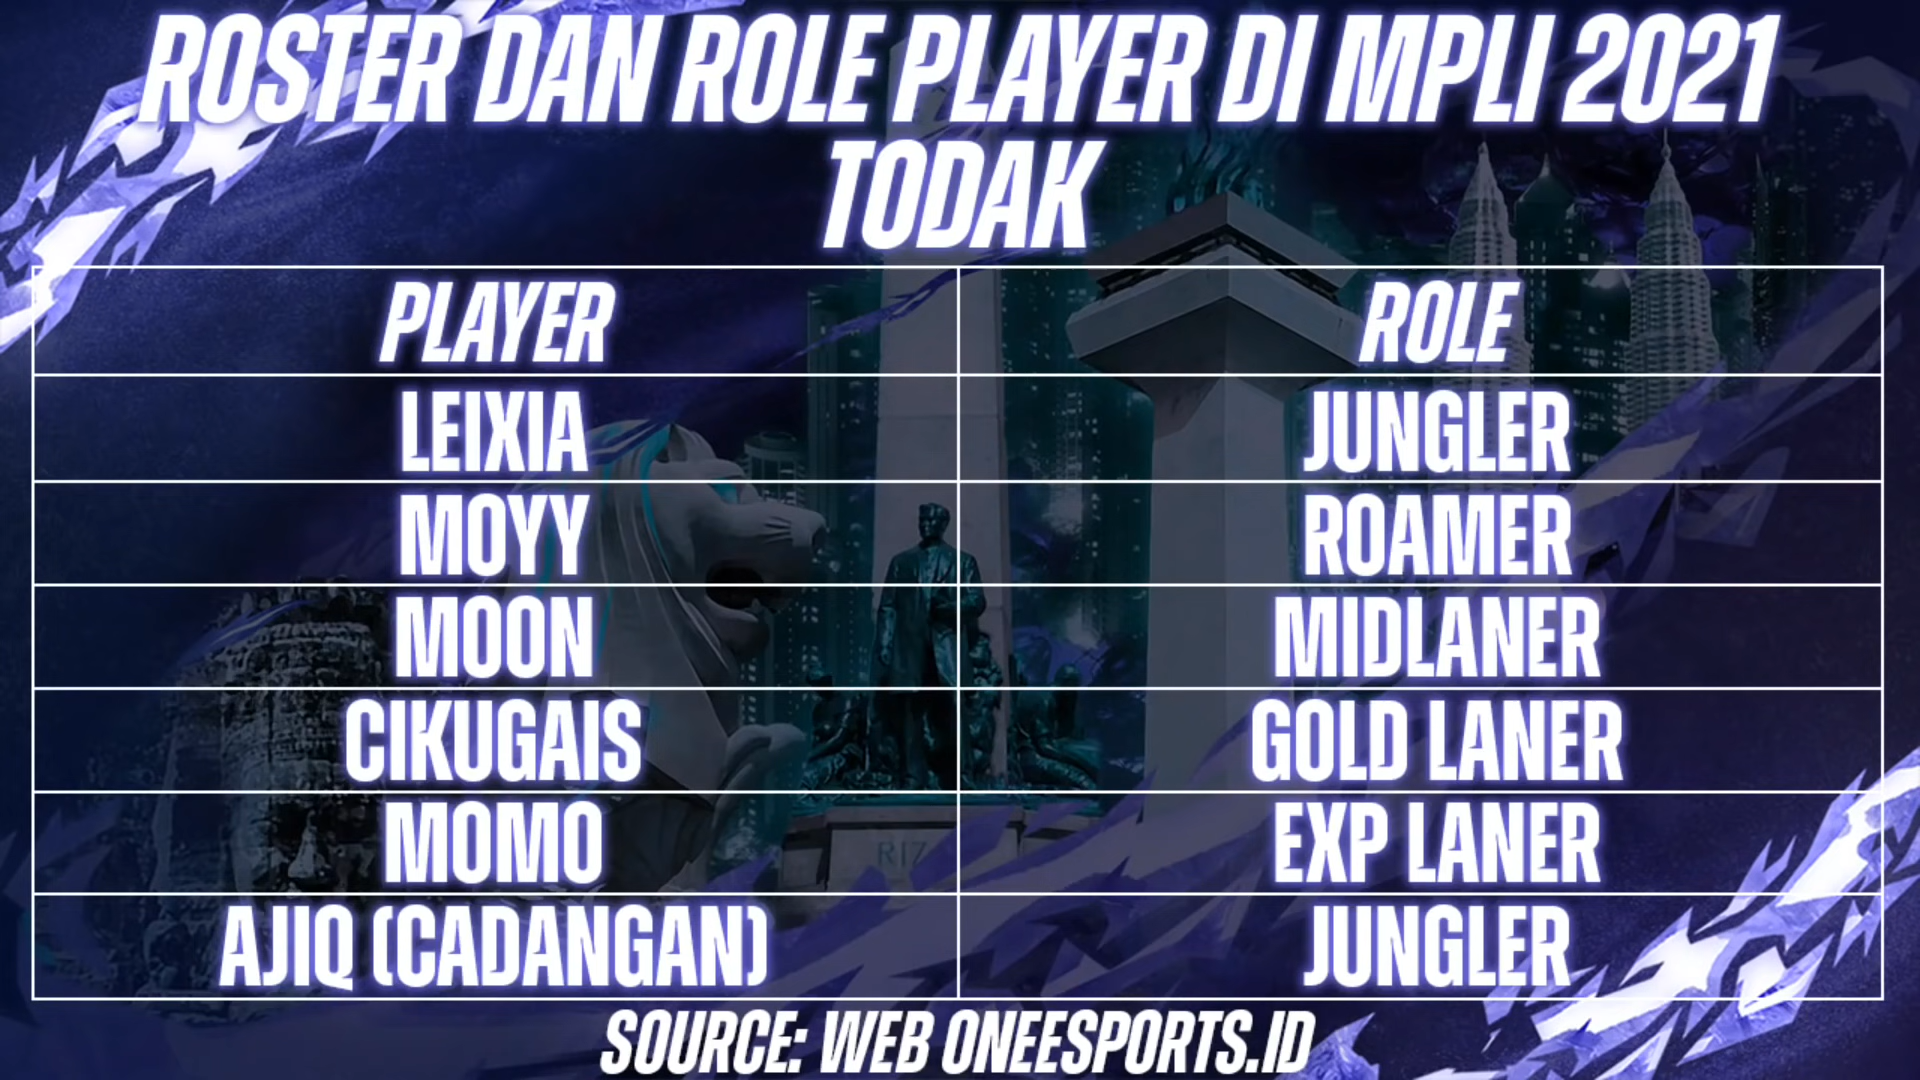 ROSTER DAN ROLE PLAYER DI MPLI 2021
TODAK
PLAYER ROLE
LEIXIA JUNGLER
MOYY ROAMER
MOON MIDLANER
CIKUGAIS GOLD LANER
MOMO EXP LANER
AJIQ (CADANGAN) JUNGLER
RIZ
SOURCE: WEB ONEESPORTS.ID